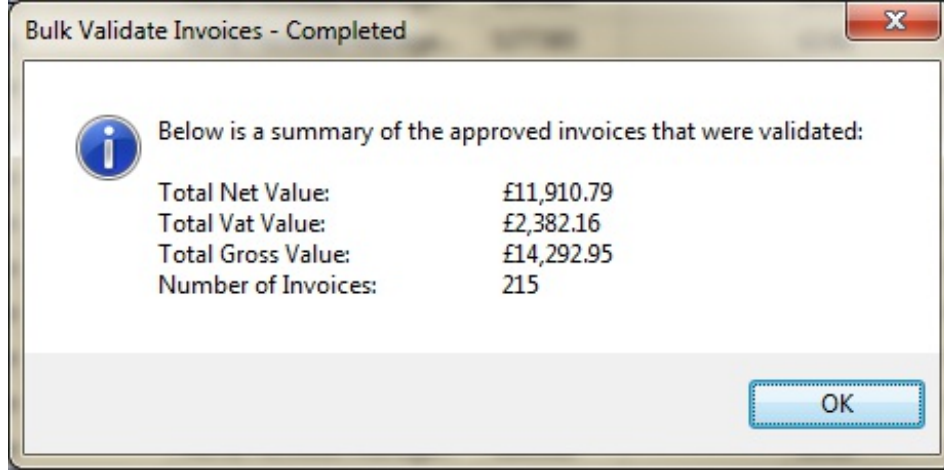 Bulk Validate Invoices - Completed
Below is a summary of the approved invoices that were validated:
Total Net Value: £11,910.79
Total Vat Value: £2,382.16
Total Gross Value: £14,292.95
Number of Invoices: 215
OK